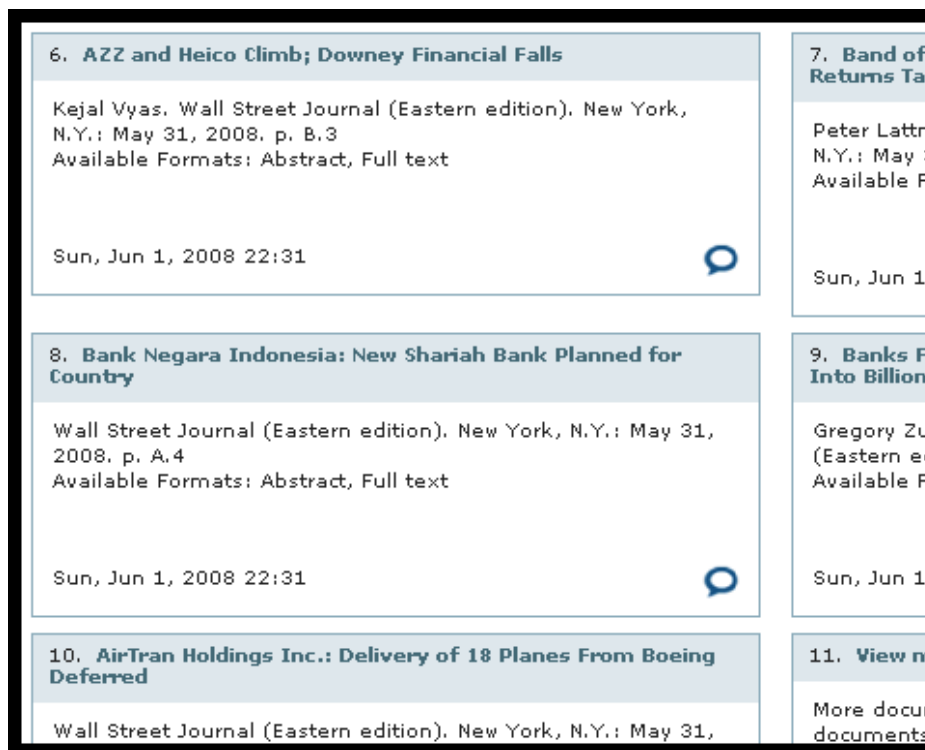 6. AZZ and Heico Climb; Downey Financial Falls
Kejal Vyas. Wall Street Journal (Eastern edition). New York,
N.Y.: May 31, 2008. p. B.3
Available Formats: Abstract, Full text
Sun, Jun 1, 2008 22:31
7. Band of
Returns
Peter
N.Y.: May
Available
Sun, Jun 1
8. Bank Negara Indonesia: New Shariah Bank Planned for
Country
Wall Street Journal (Eastern edition). New York, N.Y.: May 31,
2008. p. A.4
Available Formats: Abstract, Full text
Sun, Jun 1, 2008 22:31
9. Banks
Into
Gregory
(Eastern
Available
Sun, Jun 1
10. AirTran Holdings Inc.: Delivery of 18 Planes From Boeing
Deferred
Wall Street Journal (Eastern edition). New York, N.Y.: May 31,
11. View
More
documents